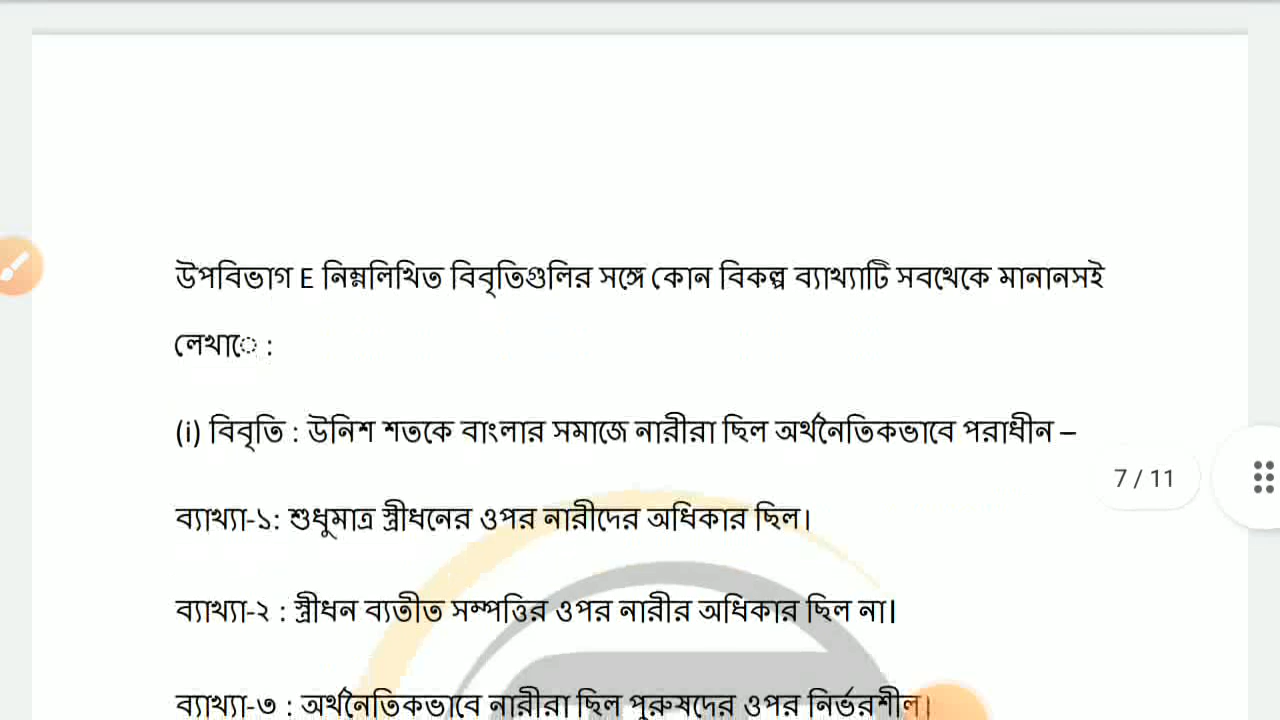 উপবিভাগ E নিম্নলিখিত বিবৃতিগুলির সঙ্গে কোন বিকল্প ব্যাখ্যাটি সবথেকে মানানসই
লেখাে :
(i) বিবৃতি : উনিশ শতকে বাংলার সমাজে নারীরা ছিল অর্থনৈতিকভাবে পরাধীন –
7 / 11
ব্যাখ্যা-১: শুধুমাত্র স্ত্রীধনের ওপর নারীদের অধিকার ছিল।
ব্যাখ্যা-২ : স্ত্রীধন ব্যতীত সম্পত্তির ওপর নারীর অধিকার ছিল না।
ব্যাখ্যা-৩ : অর্থনৈতিকভাবে নারীরা ছিল পুরুষদের ওপর নির্ভরশীল।